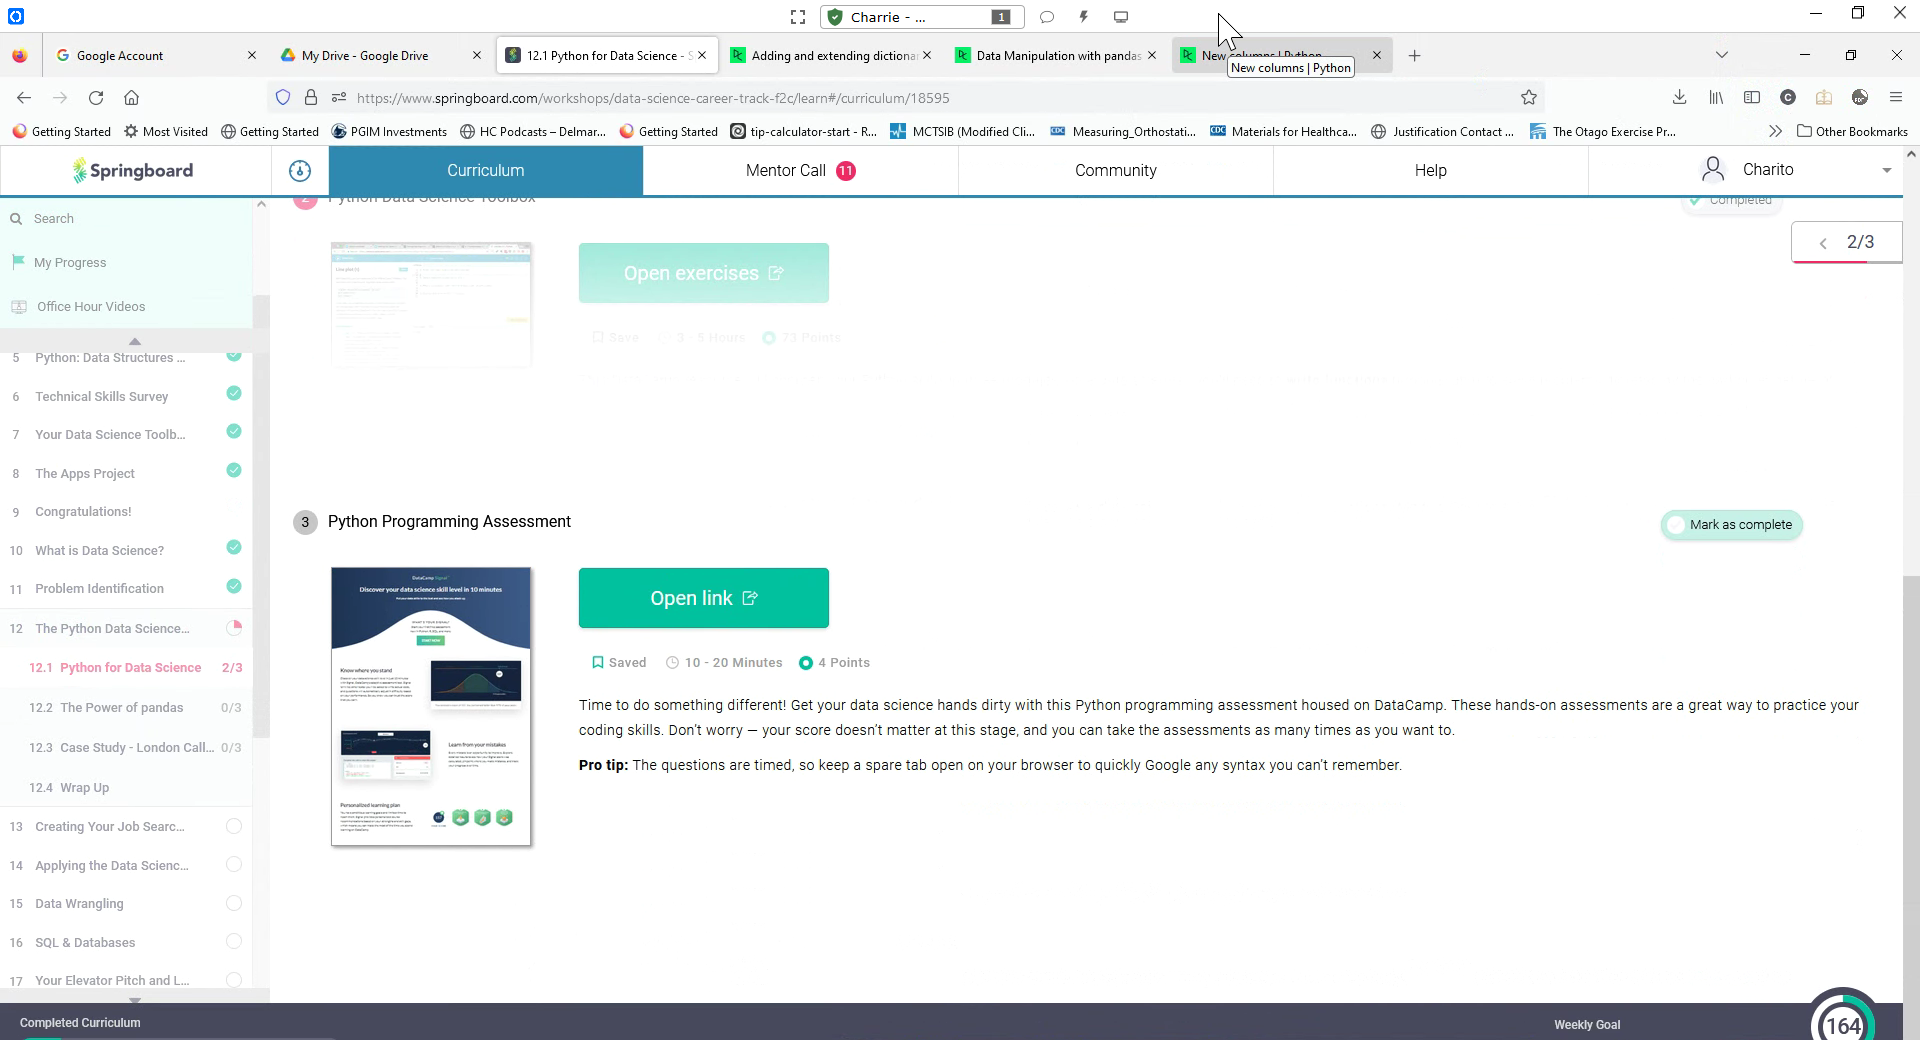 Charrie - ...
1
Google Account
My Drive - Google Drive
12.1 Python for Data Science - S
Adding and extending dictiona
Data Manipulation with pandas
New columns | Python
New columns | Python
https://www.springboard.com/workshops/data-science-career-track-f2c/learn#/curriculum/18595
Getting Started
Most Visited
Getting Started
PGIM Investments
HC Podcasts – Delmar...
Getting Started
tip-calculator-start - R...
MCTSIB (Modified Cli...
Measuring_Orthostati...
Materials for Healthca...
Justification Contact ...
The Otago Exercise Pr...
Other Bookmarks
Springboard
Curriculum
Mentor Call 11
Community
Help
Charito
Search
My Progress
Office Hour Videos
5 Python: Data Structures ...
6 Technical Skills Survey
7 Your Data Science Toolb...
8 The Apps Project
9 Congratulations!
10 What is Data Science?
11 Problem Identification
12 The Python Data Science...
12.1 Python for Data Science 2/3
12.2 The Power of pandas 0/3
12.3 Case Study - London Call... 0/3
12.4 Wrap Up
13 Creating Your Job Searc...
14 Applying the Data Scienc...
15 Data Wrangling
16 SQL & Databases
17 Your Elevator Pitch and L...
2 Python Data Science Toolbox
Completed
2/3
Open exercises
Save
3 - 5 Hours
73 Points
3 Python Programming Assessment
Mark as complete
DataCamp Signal
Discover your data science skill level in 10 minutes
START NOW
Know where you stand
Learn from your mistakes
Personalized learning plan
Open link
Saved
10 - 20 Minutes
4 Points
Time to do something different! Get your data science hands dirty with this Python programming assessment housed on DataCamp. These hands-on assessments are a great way to practice your
coding skills. Don't worry — your score doesn't matter at this stage, and you can take the assessments as many times as you want to.
Pro tip: The questions are timed, so keep a spare tab open on your browser to quickly Google any syntax you can't remember.
Completed Curriculum
Weekly Goal
164